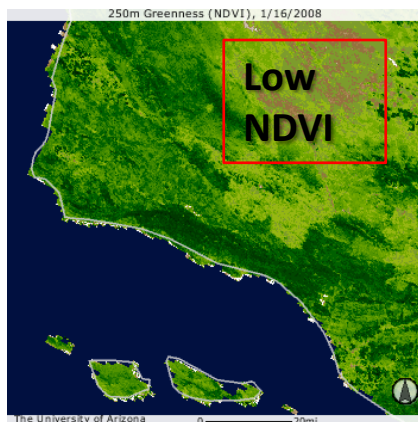 250m Greenness (NDVI), 1/16/2008
Low
NDVI
The University of Arizona
0 20mi